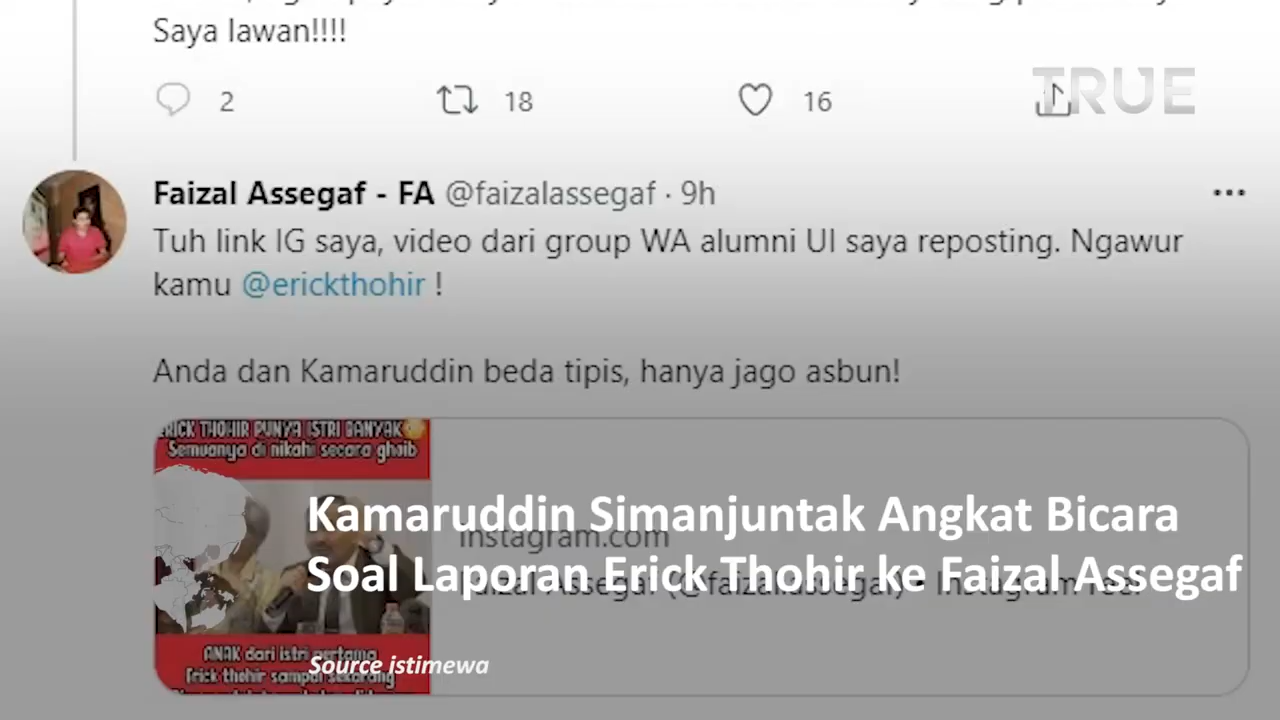 Saya lawan!!!!
2 18 16
TRUE
Faizal Assegaf - FA @faizalassegaf · 9h
Tuh link IG saya, video dari group WA alumni UI saya reposting. Ngawur
kamu @erickthohir !
Anda dan Kamaruddin beda tipis, hanya jago asbun!
ERICK THOHIR PUNYA ISTRI BANYAK
Semuanya di nikahi secara ghoib
instagram.com
Kamaruddin Simanjuntak Angkat Bicara
Soal Laporan Erick Thohir ke Faizal Assegaf
ANAK dari istri pertama
Erick thohir sampai sekarang
Source istimewa